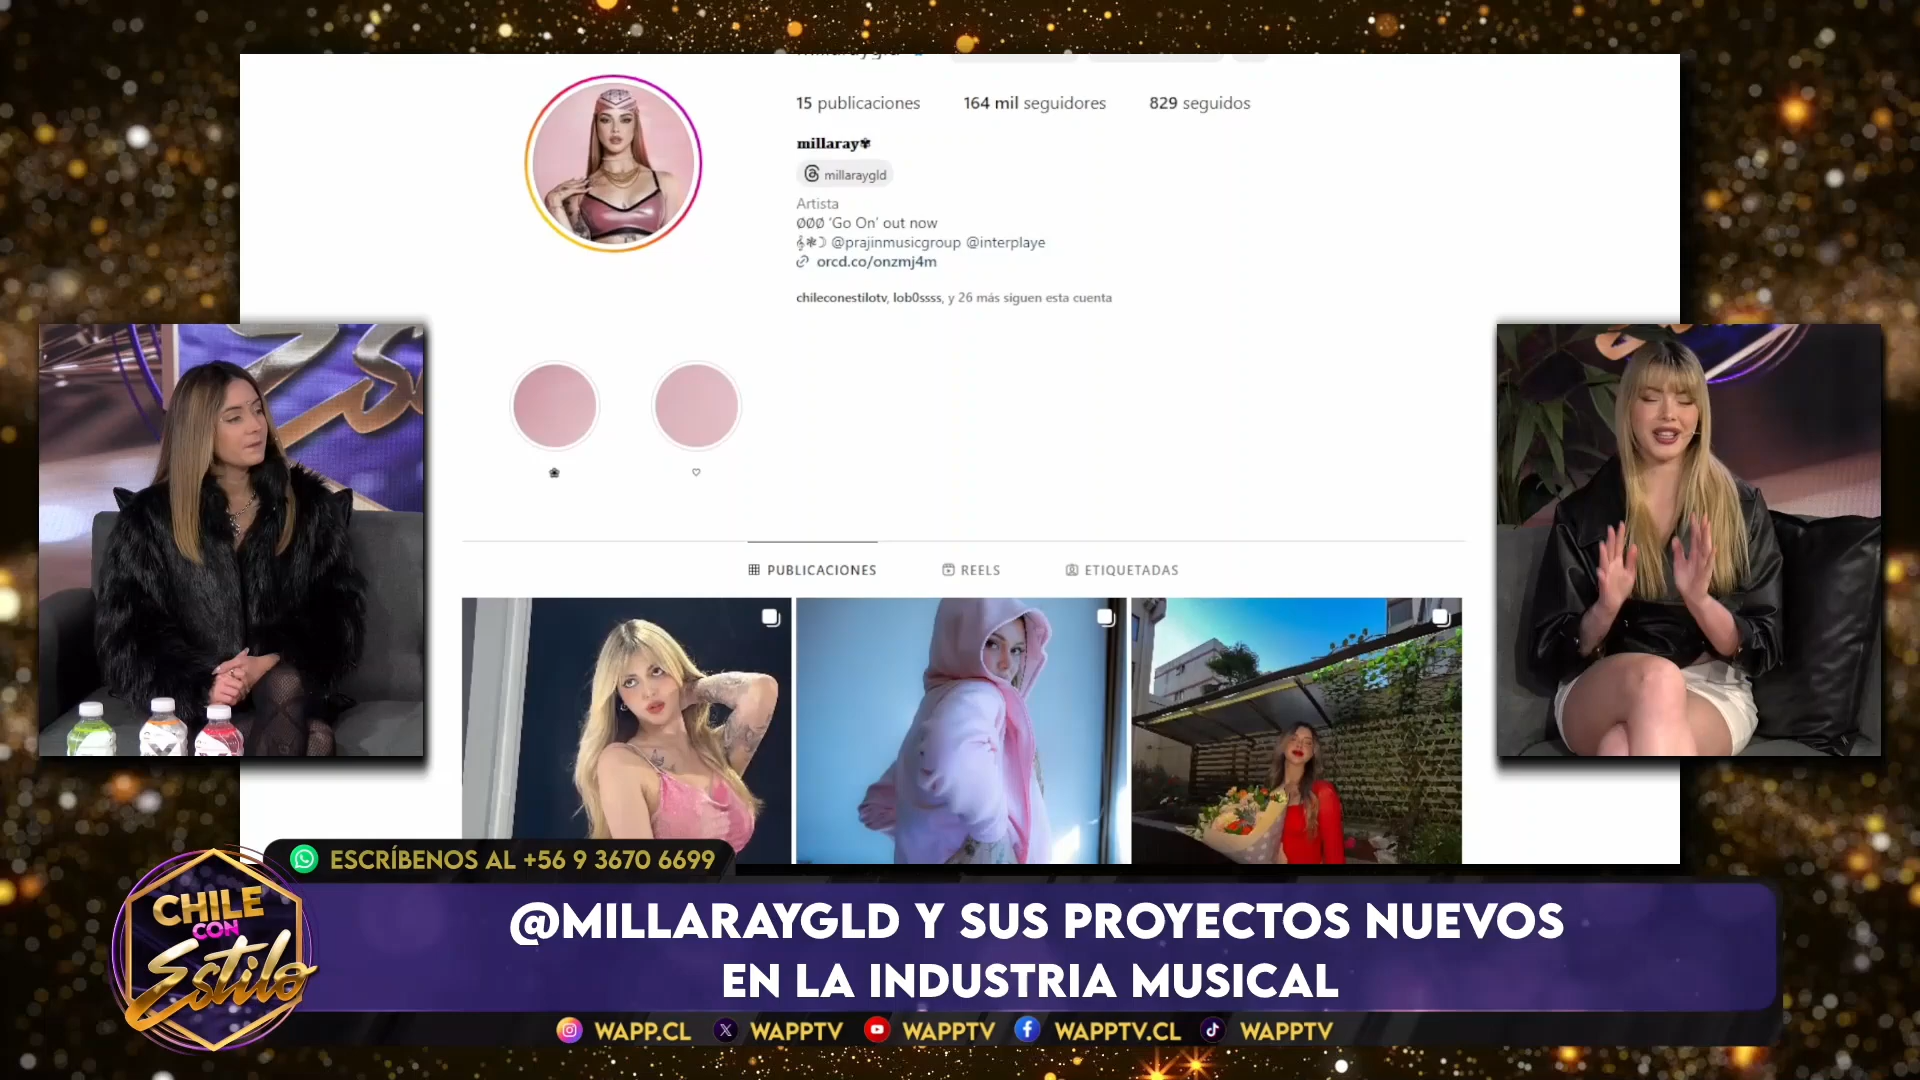 15 publicaciones 164 mil seguidores 829 seguidos
millaray✾
millaraygld
Artista
ØØØ 'Go On' out now
@prajinmusicgroup @interplaye
orcd.co/onzmj4m
chileconestilotv, lob0ssss, y 26 más siguen esta cuenta
PUBLICACIONES REELS ETIQUETADAS
ESCRÍBENOS AL +56 9 3670 6699
CHILE
CON
Estilo
@MILLARAYGLD Y SUS PROYECTOS NUEVOS
EN LA INDUSTRIA MUSICAL
WAPP.CL WAPPTV WAPPTV WAPPTV.CL WAPPTV